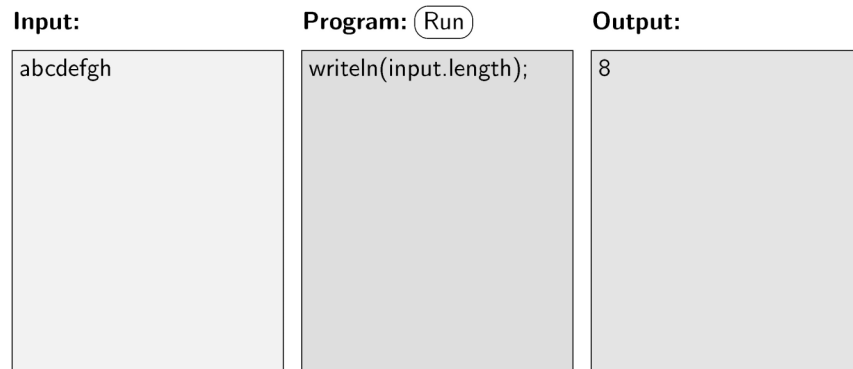 Input:
Program: Run
Output:
abcdefgh
writeln(input.length);
8